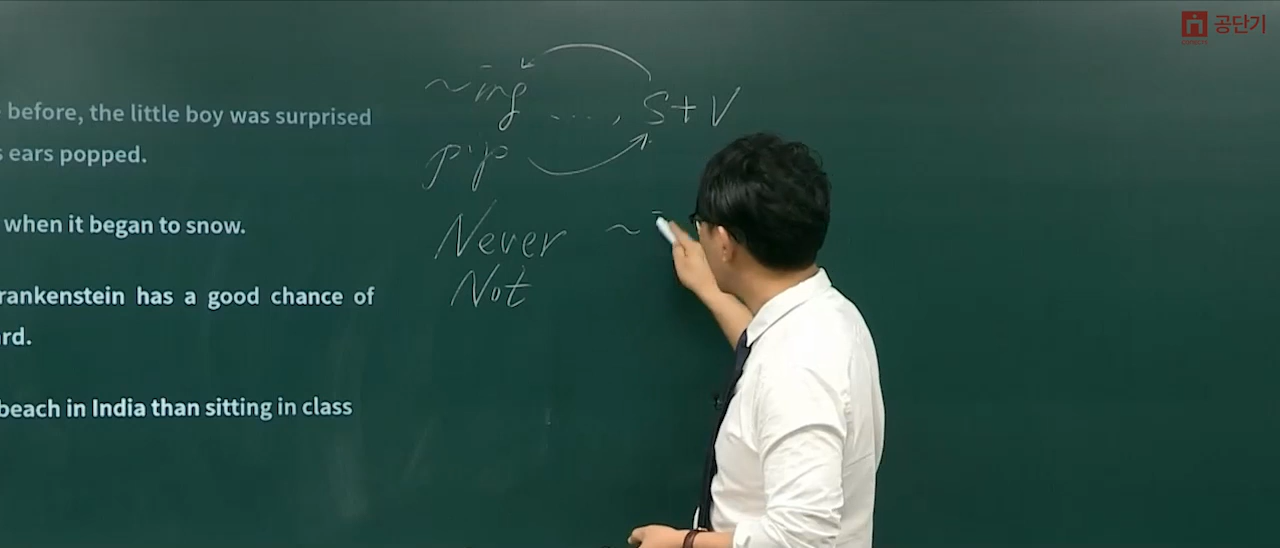 공단기
~ing ...., S+V
before, the little boy was surprised
ears popped.
p.p
when it began to snow.
Never ~
Not
rankenstein has a good chance of
rd.
beach in India than sitting in class